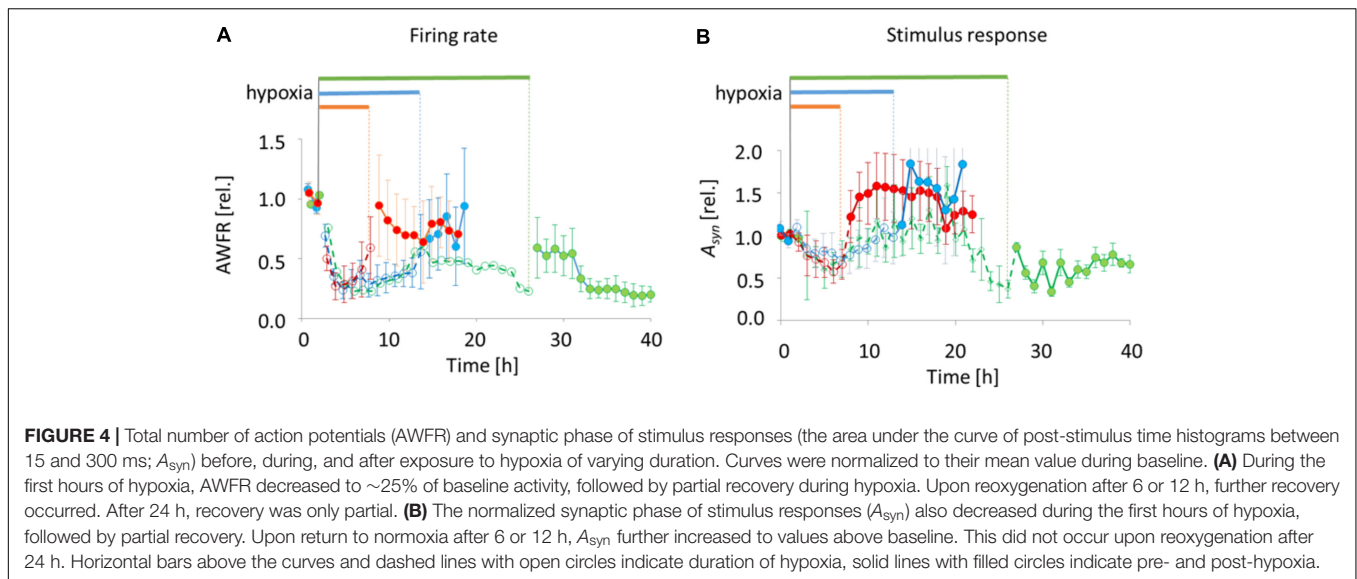 A
Firing rate
hypoxia
1.5
1.0
0.5
0.0
AWFR [rel.]
0
10
20
30
40
Time [h]
B
Stimulus response
hypoxia
2.0
1.5
1.0
0.5
0.0
Asyn [rel.]
0
10
20
30
40
Time [h]
FIGURE 4 | Total number of action potentials (AWFR) and synaptic phase of stimulus responses (the area under the curve of post-stimulus time histograms between
15 and 300 ms; Asyn) before, during, and after exposure to hypoxia of varying duration. Curves were normalized to their mean value during baseline. (A) During the
first hours of hypoxia, AWFR decreased to ∼25% of baseline activity, followed by partial recovery during hypoxia. Upon reoxygenation after 6 or 12 h, further recovery
occurred. After 24 h, recovery was only partial. (B) The normalized synaptic phase of stimulus responses (Asyn) also decreased during the first hours of hypoxia,
followed by partial recovery. Upon return to normoxia after 6 or 12 h, Asyn further increased to values above baseline. This did not occur upon reoxygenation after
24 h. Horizontal bars above the curves and dashed lines with open circles indicate duration of hypoxia, solid lines with filled circles indicate pre- and post-hypoxia.